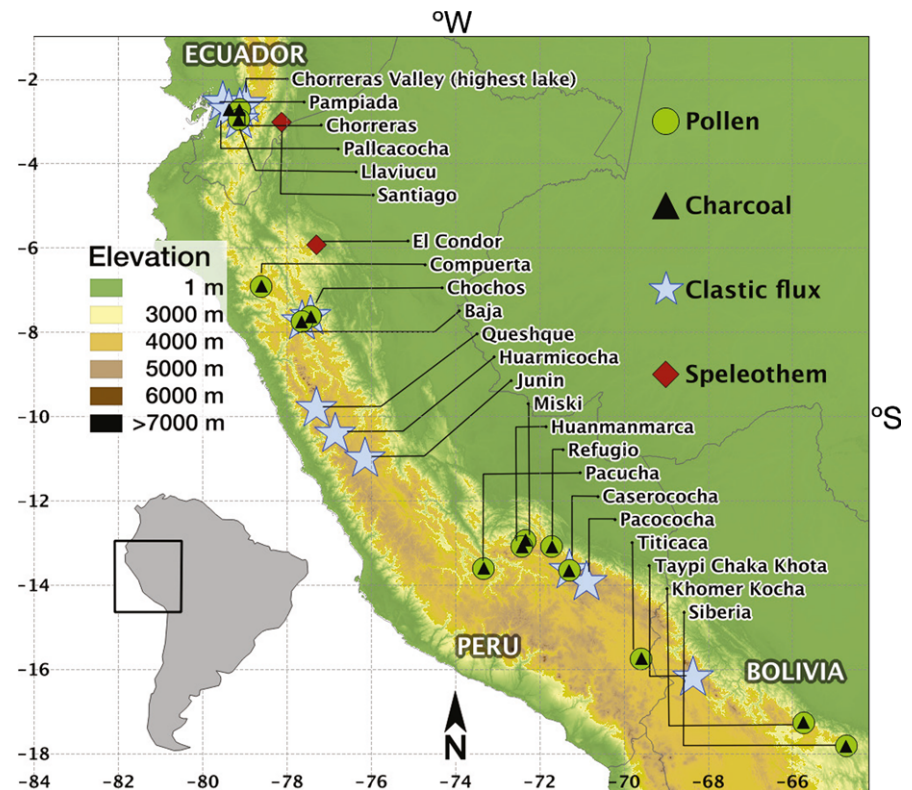 ºW
ECUADOR
Chorreras Valley (highest lake)
Pampiada
Chorreras
Pallcacocha
Llaviucu
Santiago
El Condor
Compuerta
Chochos
Baja
Queshque
Huarmicocha
Junin
Miski
Huanmanmarca
Refugio
Pacucha
Caserococha
Pacococha
Titicaca
Taypi Chaka Khota
Khomer Kocha
Siberia
Pollen
Charcoal
Clastic flux
Speleothem
ºS
Elevation
1 m
3000 m
4000 m
5000 m
6000 m
>7000 m
PERU
BOLIVIA
N
-2
-4
-6
-8
-10
-12
-14
-16
-18
-84
-82
-80
-78
-76
-74
-72
-70
-68
-66